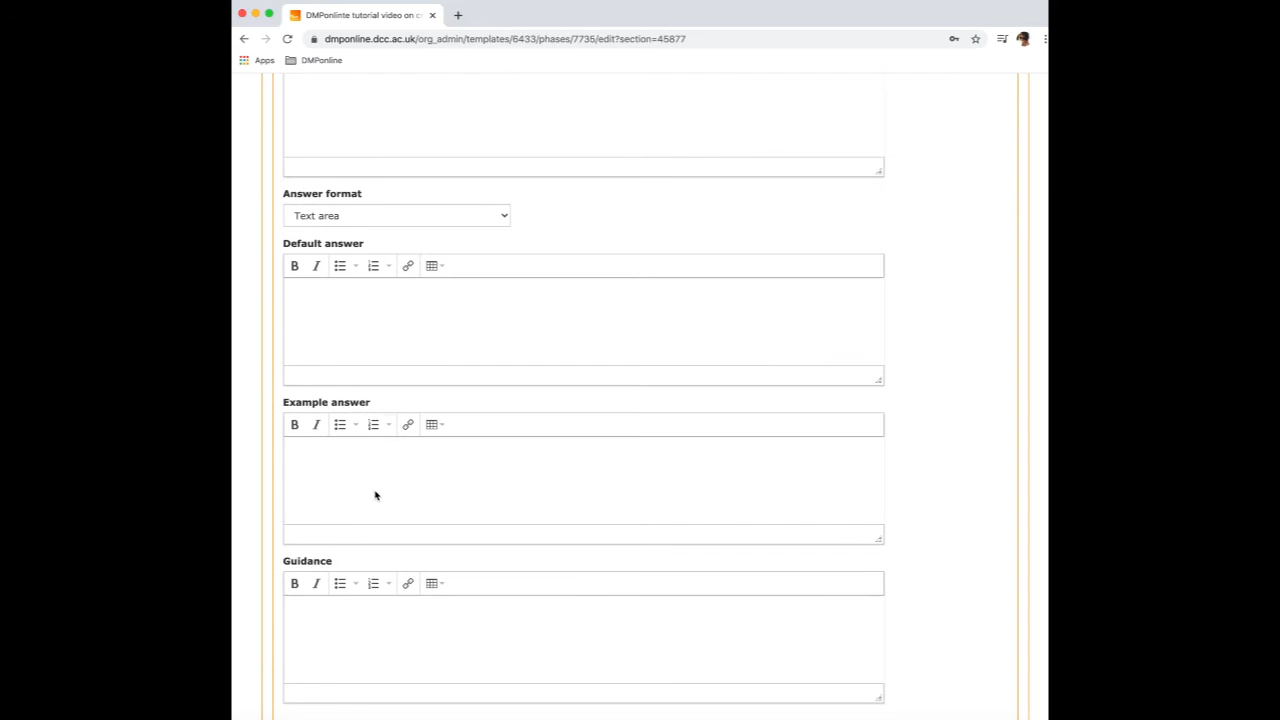 DMPonlinte tutorial video on c
dmponline.dcc.ac.uk/org_admin/templates/6433/phases/7735/edit?section=45877
Apps DMPonline
Answer format
Text area
Default answer
B I
Example answer
B I
Guidance
B I